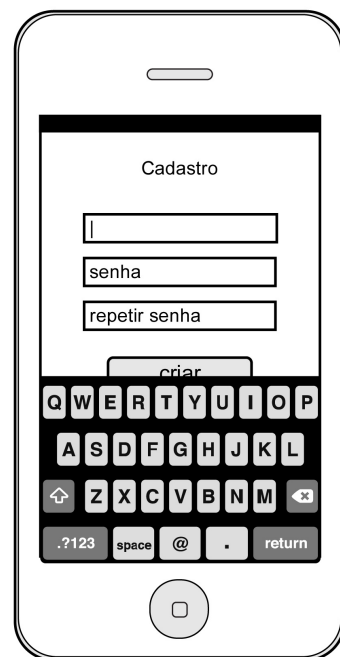 Cadastro
senha
repetir senha
criar
Q W E R T Y U I O P
A S D F G H J K L
Z X C V B N M
.?123 space @ . return